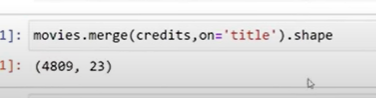 1]: movies.merge(credits,on='title').shape
1]: (4809, 23)